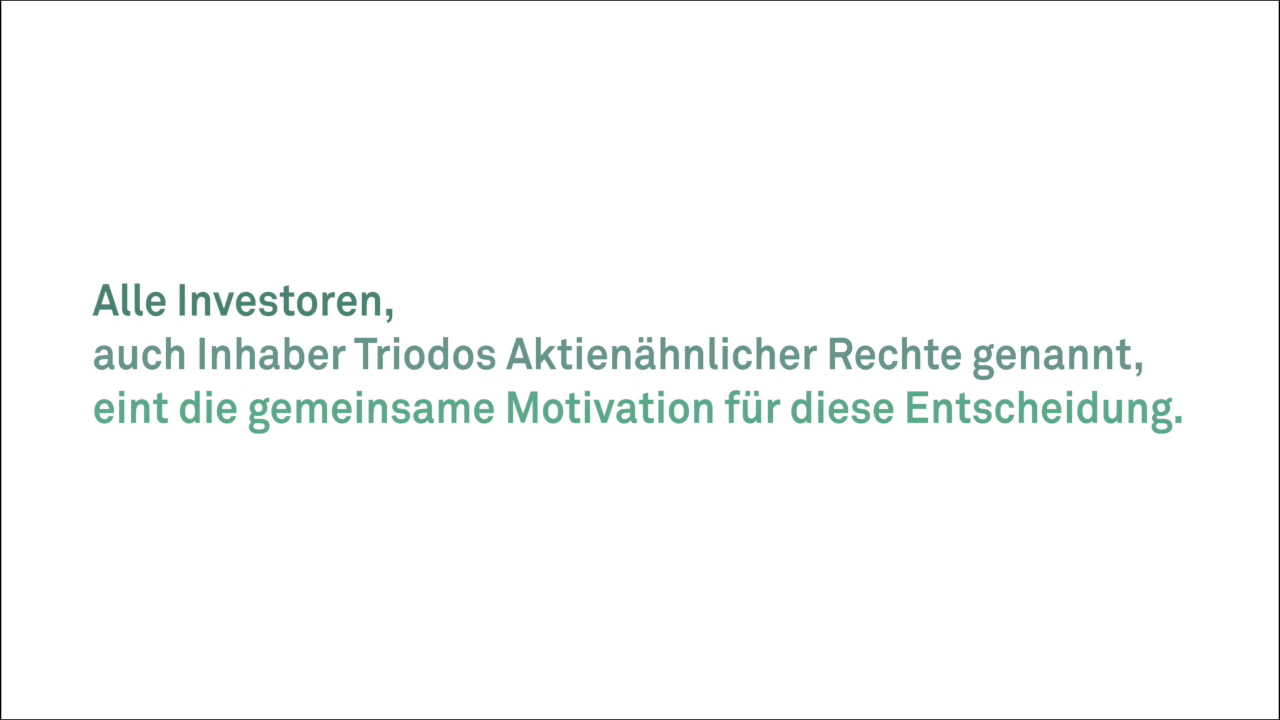 Alle Investoren,
auch Inhaber Triodos Aktienähnlicher Rechte genannt,
eint die gemeinsame Motivation für diese Entscheidung.